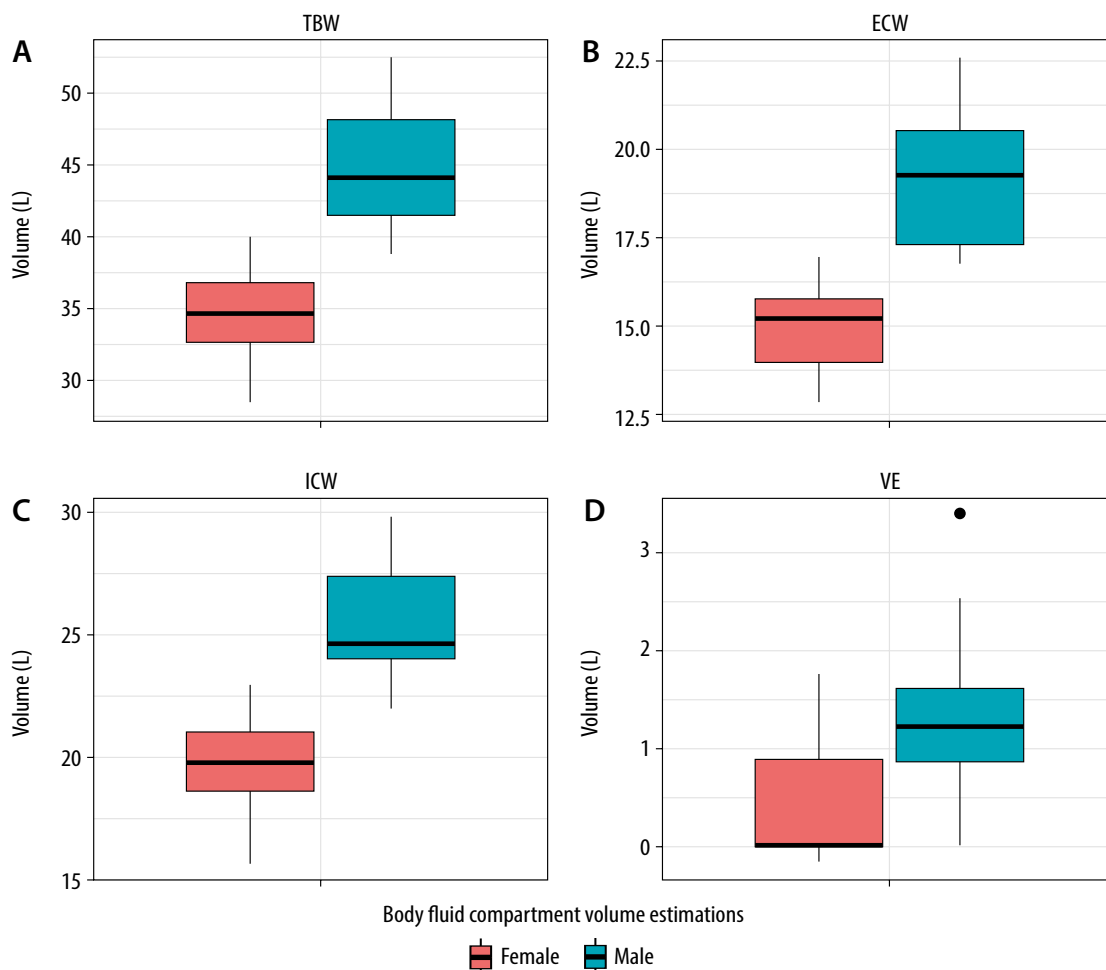 A
TBW
Volume (L)
50
45
40
35
30
B
ECW
Volume (L)
22.5
20.0
17.5
15.0
12.5
C
ICW
Volume (L)
30
25
20
15
D
VE
Volume (L)
3
2
1
0
Body fluid compartment volume estimations
Female Male